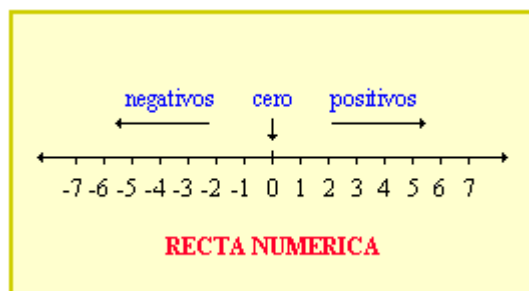 negativos cero positivos
-7 -6 -5 -4 -3 -2 -1 0 1 2 3 4 5 6 7
RECTA NUMERICA